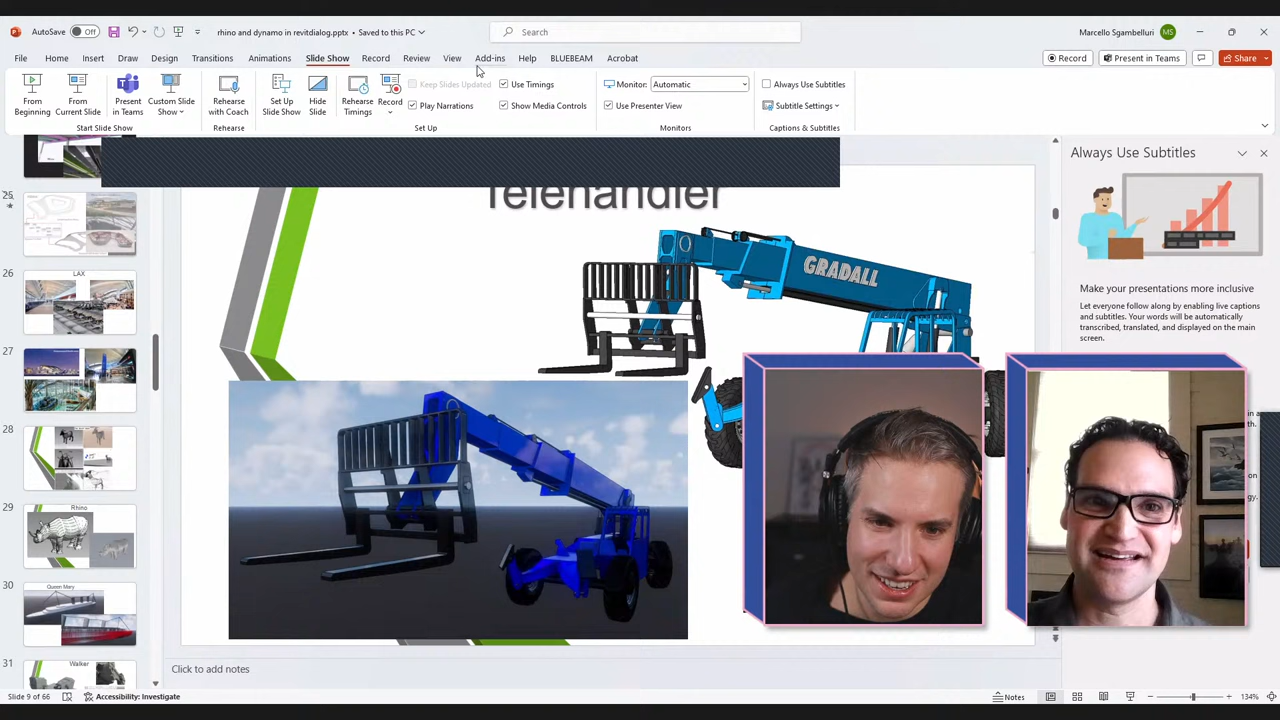 AutoSave Off
rhino and dynamo in revitdialog.pptx • Saved to this PC
Search
Marcello Sgambelluri MS
File Home Insert Draw Design Transitions Animations Slide Show Record Review View Add-ins Help BLUEBEAM Acrobat
Record Present in Teams Share
From Beginning
From Current Slide
Present in Teams
Custom Slide Show
Start Slide Show
Rehearse with Coach
Rehearse
Set Up Slide Show
Hide Slide
Rehearse Timings
Record
Keep Slides Updated
Play Narrations
Use Timings
Show Media Controls
Set Up
Monitor: Automatic
Use Presenter View
Monitors
Always Use Subtitles
Subtitle Settings
Captions & Subtitles
25
26
LAX
27
28
29
Rhino
30
Queen Mary
31
Walker
Telehandler
GRADALL
Always Use Subtitles
Make your presentations more inclusive
Let everyone follow along by enabling live captions
and subtitles. Your words will be automatically
transcribed, translated, and displayed on the main
screen.
Click to add notes
Slide 9 of 66
Accessibility: Investigate
Notes
134%